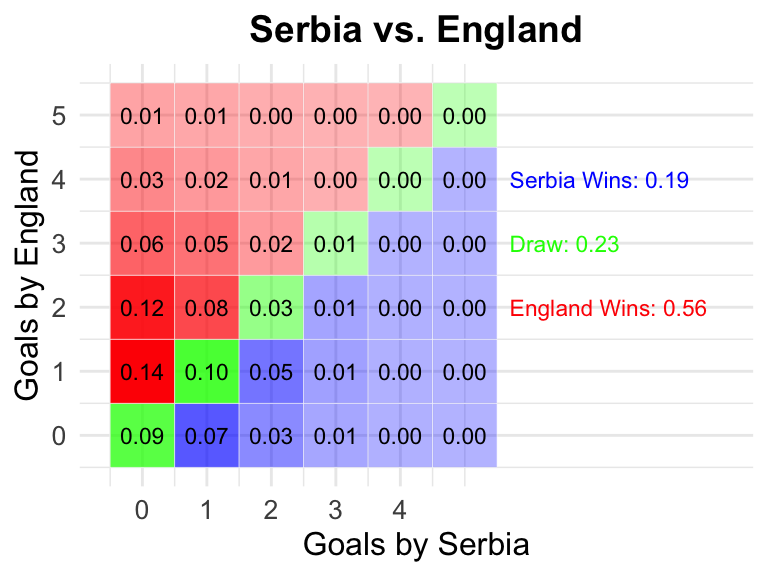 Serbia vs. England
Goals by England
5 0.01 0.01 0.00 0.00 0.00 0.00
4 0.03 0.02 0.01 0.00 0.00 0.00 Serbia Wins: 0.19
3 0.06 0.05 0.02 0.01 0.00 0.00 Draw: 0.23
2 0.12 0.08 0.03 0.01 0.00 0.00 England Wins: 0.56
1 0.14 0.10 0.05 0.01 0.00 0.00
0 0.09 0.07 0.03 0.01 0.00 0.00
0 1 2 3 4
Goals by Serbia